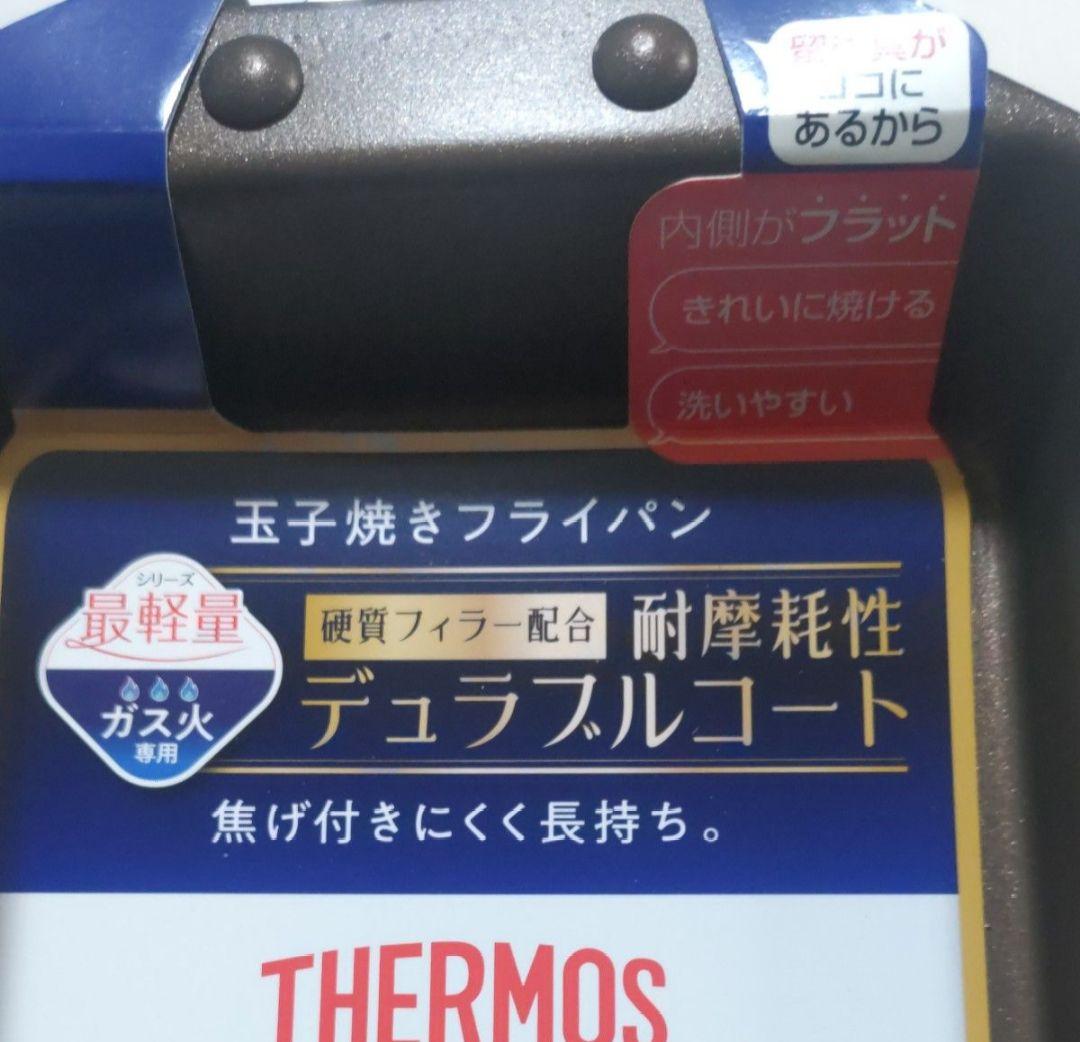 ココに
あるから
内側がフラット
きれいに焼ける
洗いやすい
玉子焼きフライパン
シリーズ
最軽量
ガス火
専用
硬質フィラー配合 耐摩耗性
デュラブルコート
焦げ付きにくく長持ち。
THERMOS